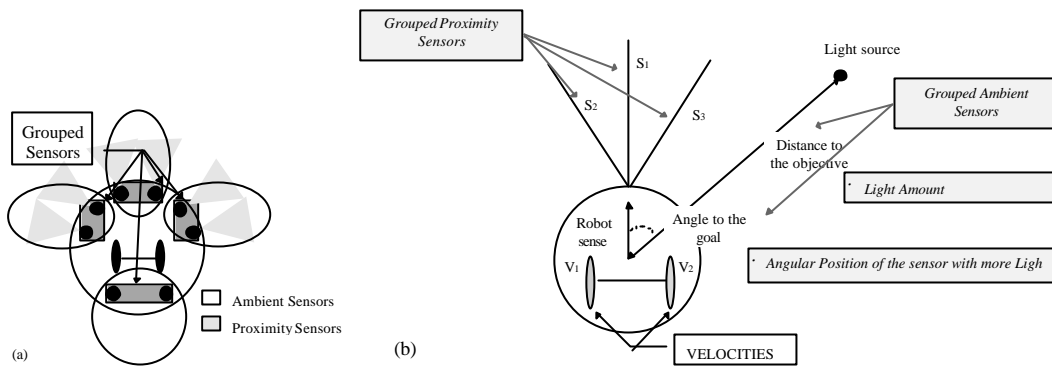 Grouped
Sensors
Ambient Sensors
Proximity Sensors
(a)
Grouped Proximity
Sensors
S1
S2
S3
Light source
Grouped Ambient
Sensors
Distance to
the objective
· Light Amount
Robot
sense
Angle to the
goal
· Angular Position of the sensor with more Ligh
V1
V2
VELOCITIES
(b)